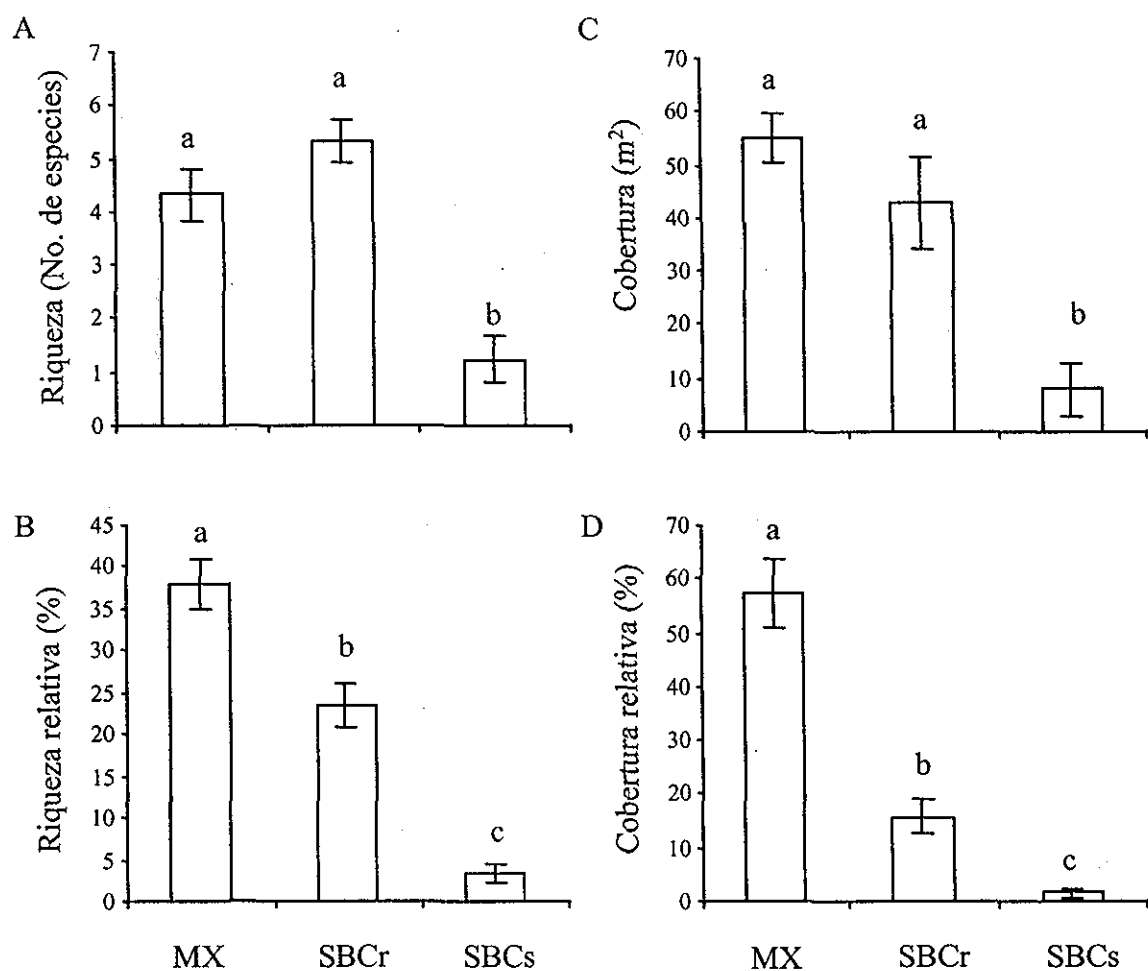 A
Riqueza (No. de especies)
7
6
5
4
3
2
1
0
a
a
b
C
Cobertura (m²)
70
60
50
40
30
20
10
0
a
a
b
B
Riqueza relativa (%)
45
40
35
30
25
20
15
10
5
0
a
b
c
MX SBCr SBCs
D
Cobertura relativa (%)
70
60
50
40
30
20
10
0
a
b
c
MX SBCr SBCs